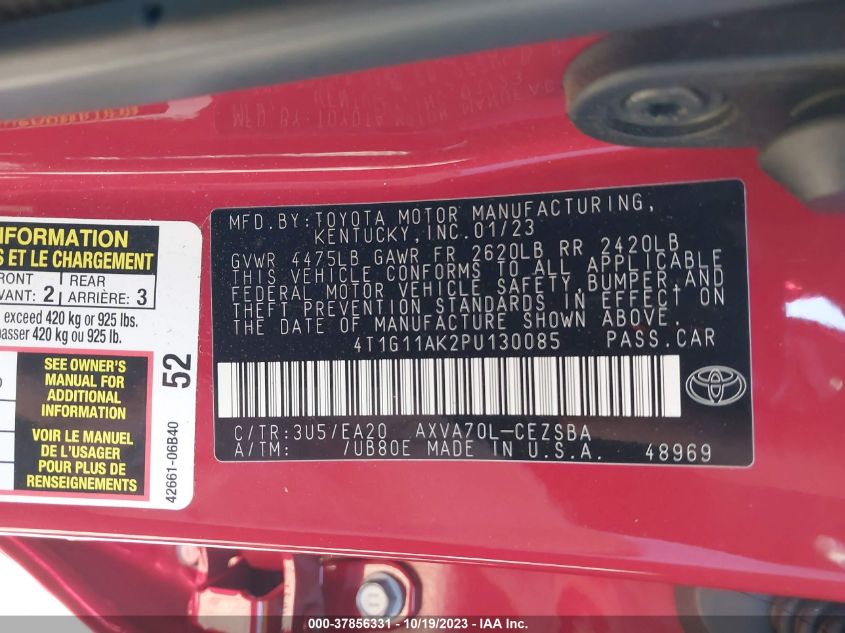 MFD.BY:TOYOTA MOTOR MANUFACTURING,
KENTUCKY,INC.01/23
GVWR 4475LB GAWR FR 2620LB RR 2420LB
THIS VEHICLE CONFORMS TO ALL APPLICABLE
FEDERAL MOTOR VEHICLE SAFETY,BUMPER,AND
THEFT PREVENTION STANDARDS IN EFFECT ON
THE DATE OF MANUFACTURE SHOWN ABOVE.
4T1G11AK2PU130085 PASS.CAR
C/TR:3U5/EA20 AXVA70L-CEZSBA
A/TM: /UB80E MADE IN U.S.A. 48969
INFORMATION
ET LE CHARGEMENT
FRONT
AVANT: 2
REAR
ARRIÈRE: 3
exceed 420 kg or 925 lbs.
passer 420 kg ou 925 lb.
SEE OWNER'S
MANUAL FOR
ADDITIONAL
INFORMATION
VOIR LE MANUEL
DE L'USAGER
POUR PLUS DE
RENSEIGNEMENTS
52
42661-06B40
000-37856331 - 10/19/2023 - IAAI Inc.